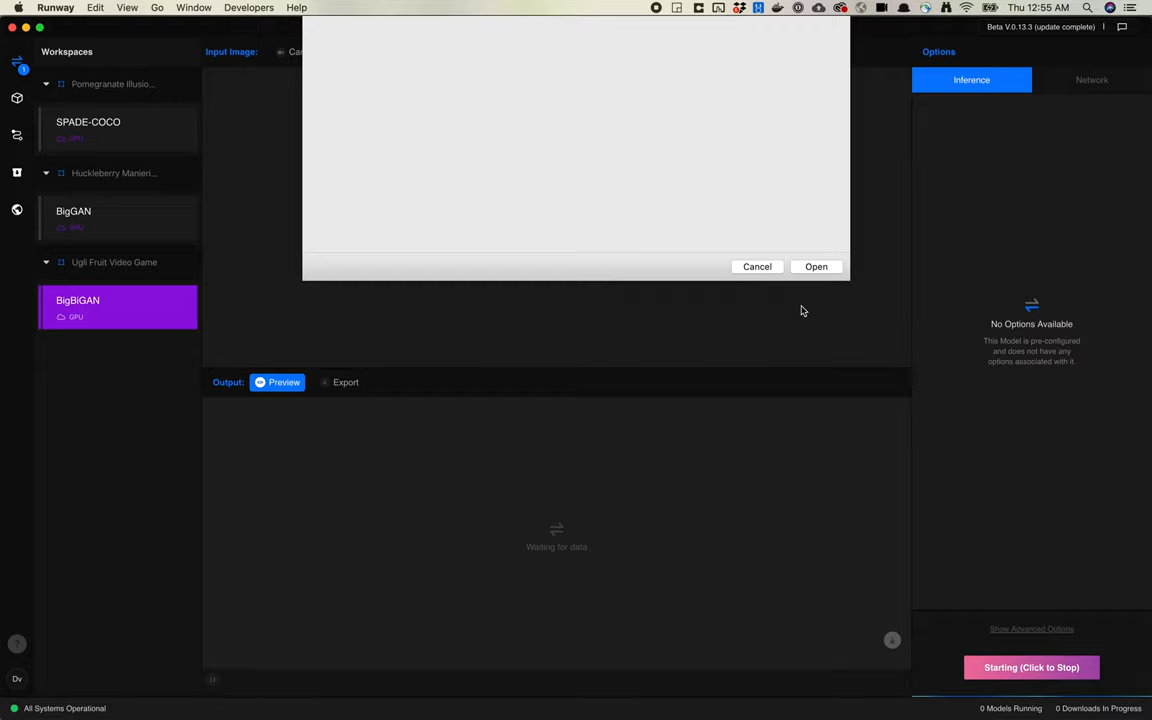 Runway File Edit View Go Window Developers Help Thu 12:55 AM
Beta V.0.13.3 (update complete)
Workspaces
Input Image:
Options
1
Pomegranate Illusio...
Inference
Network
SPADE-COCO
GPU
Huckleberry Manieri...
BigGAN
GPU
Ugli Fruit Video Game
Cancel
Open
BigBiGAN
GPU
No Options Available
This Model is pre-configured
and does not have any
options associated with it.
Output:
Preview
Export
Waiting for data
Show Advanced Options
?
Starting (Click to Stop)
Dv
All Systems Operational
0 Models Running
0 Downloads In Progress